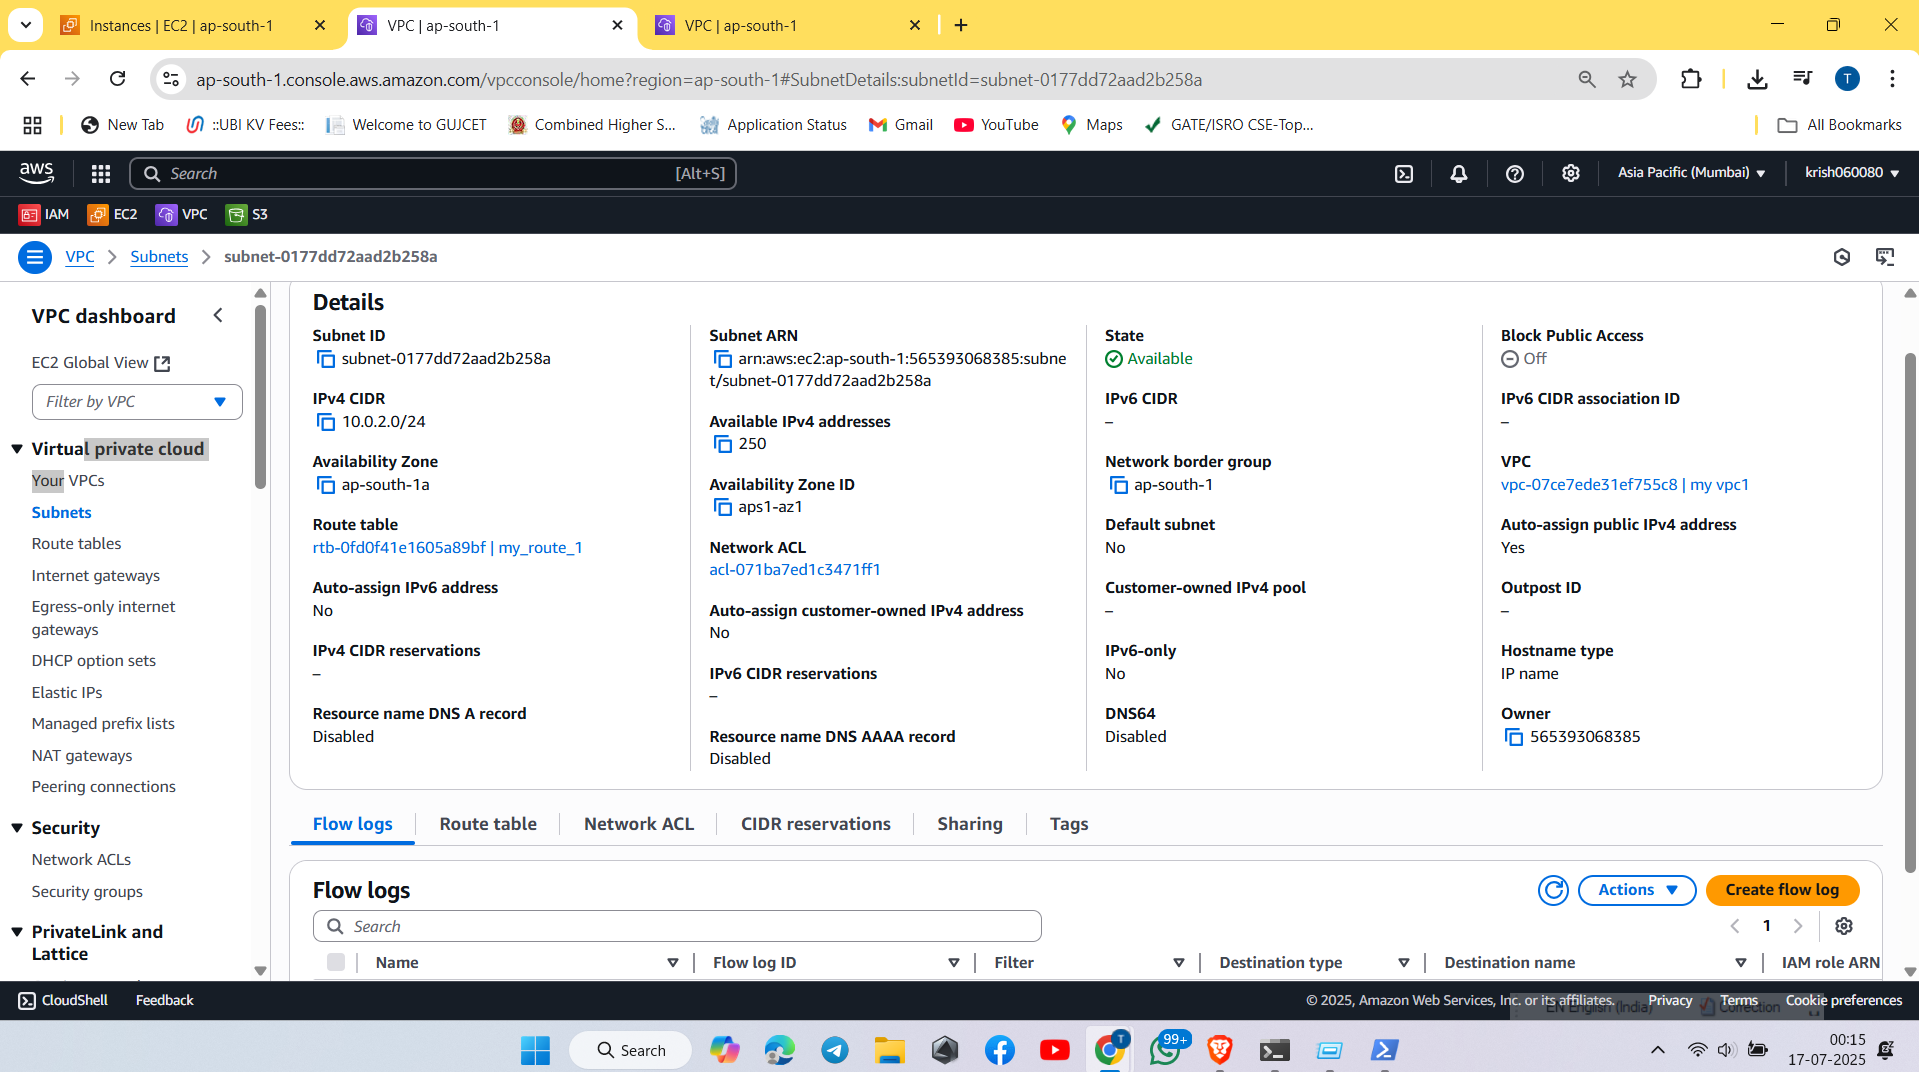 Instances | EC2 | ap-south-1
VPC | ap-south-1
VPC | ap-south-1
ap-south-1.console.aws.amazon.com/vpcconsole/home?region=ap-south-1#SubnetDetails:subnetId=subnet-0177dd72aad2b258a
T
New Tab
::UBI KV Fees::
Welcome to GUJCET
Combined Higher S...
Application Status
Gmail
YouTube
Maps
GATE/ISRO CSE-Top...
All Bookmarks
aws
Search
[Alt+S]
Asia Pacific (Mumbai)
krish060080
IAM
EC2
VPC
S3
VPC
Subnets
subnet-0177dd72aad2b258a
VPC dashboard
EC2 Global View
Filter by VPC
Virtual private cloud
Your VPCs
Subnets
Route tables
Internet gateways
Egress-only internet
gateways
DHCP option sets
Elastic IPs
Managed prefix lists
NAT gateways
Peering connections
Security
Network ACLs
Security groups
PrivateLink and
Lattice
Details
Subnet ID
subnet-0177dd72aad2b258a
IPv4 CIDR
10.0.2.0/24
Availability Zone
ap-south-1a
Route table
rtb-0fd0f41e1605a89bf | my_route_1
Auto-assign IPv6 address
No
IPv4 CIDR reservations
–
Resource name DNS A record
Disabled
Subnet ARN
arn:aws:ec2:ap-south-1:565393068385:subne
t/subnet-0177dd72aad2b258a
Available IPv4 addresses
250
Availability Zone ID
aps1-az1
Network ACL
acl-071ba7ed1c3471ff1
Auto-assign customer-owned IPv4 address
No
IPv6 CIDR reservations
–
Resource name DNS AAAA record
Disabled
State
Available
IPv6 CIDR
–
Network border group
ap-south-1
Default subnet
No
Customer-owned IPv4 pool
–
IPv6-only
No
DNS64
Disabled
Block Public Access
Off
IPv6 CIDR association ID
–
VPC
vpc-07ce7ede31ef755c8 | my vpc1
Auto-assign public IPv4 address
Yes
Outpost ID
–
Hostname type
IP name
Owner
565393068385
Flow logs
Route table
Network ACL
CIDR reservations
Sharing
Tags
Flow logs
Actions
Create flow log
Search
1
Name
Flow log ID
Filter
Destination type
Destination name
IAM role ARN
CloudShell
Feedback
© 2025, Amazon Web Services, Inc. or its affiliates.
Privacy
Terms
Cookie preferences
EN English (India)
Correction
Search
T
99+
00:15
17-07-2025